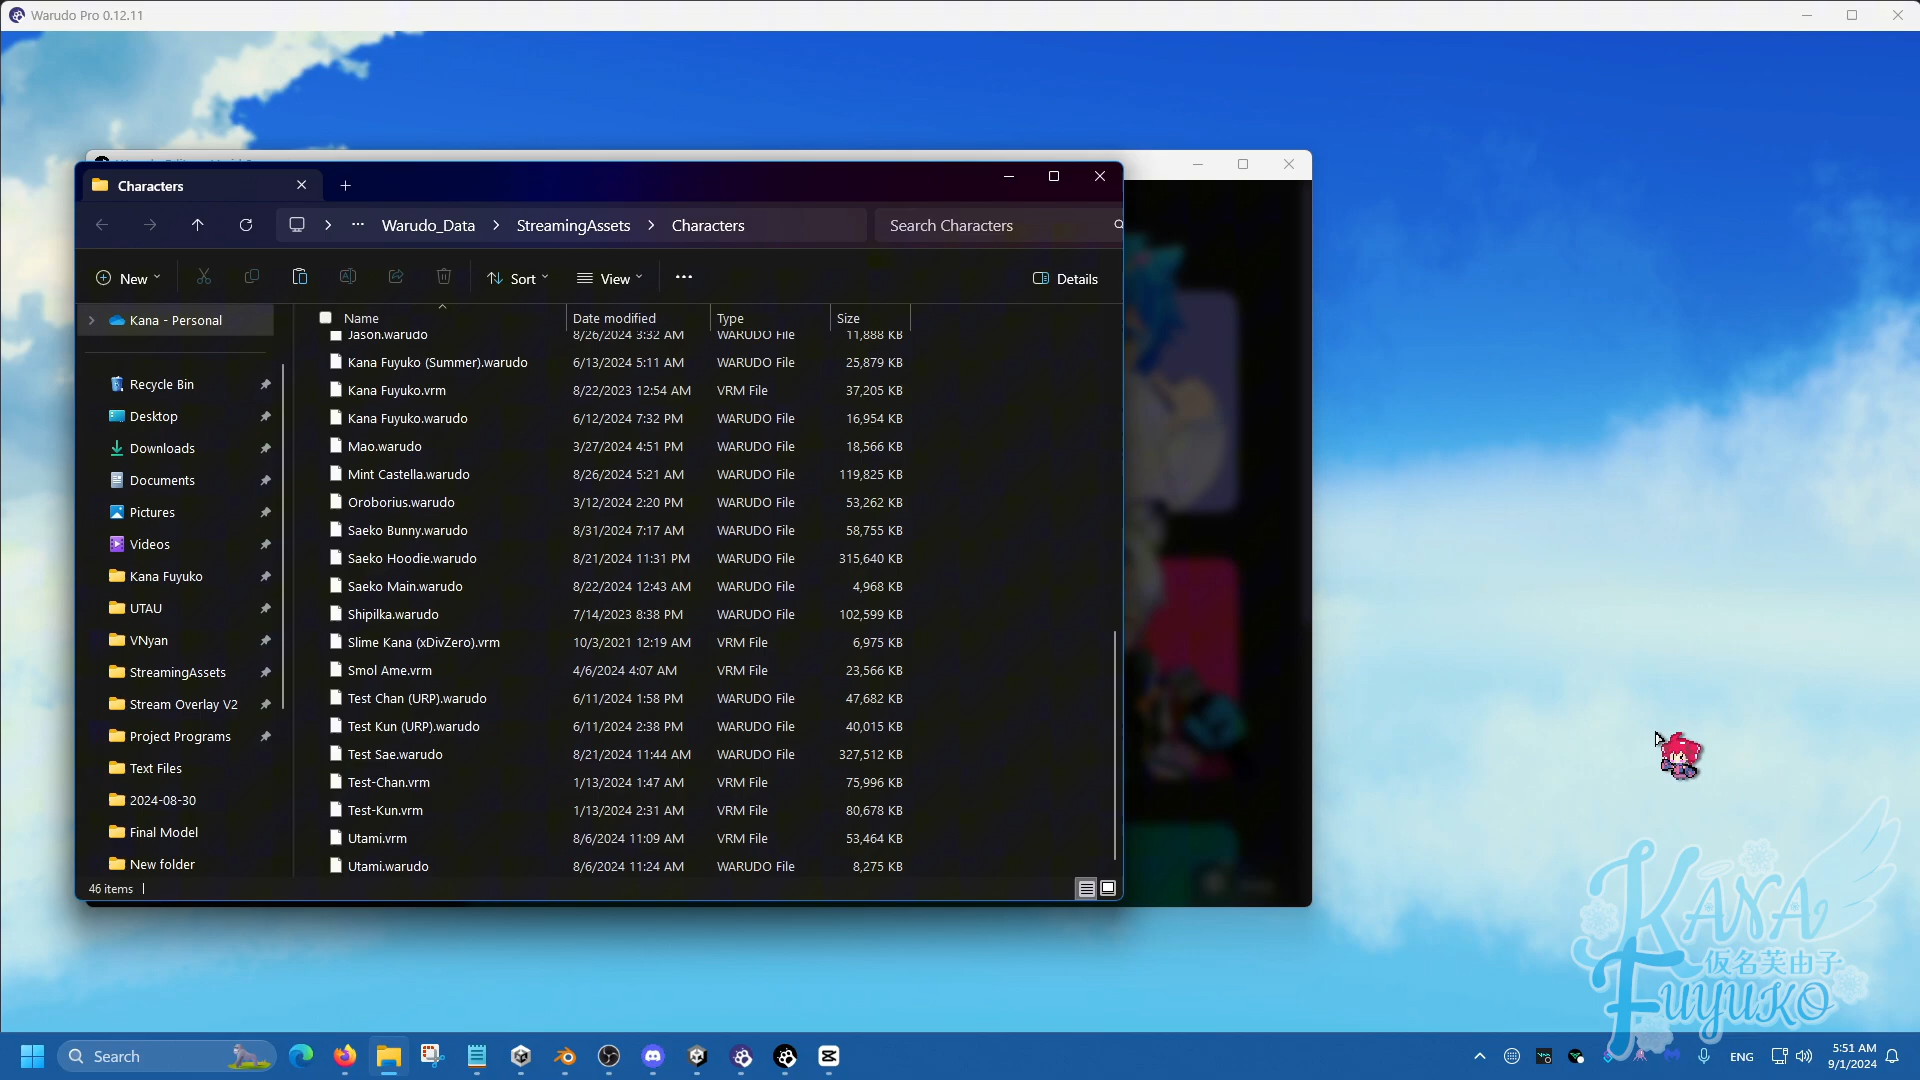 Warudo Pro 0.12.11
Characters
Warudo_Data
StreamingAssets
Characters
Search Characters
New
Sort
View
Details
Kana - Personal
Recycle Bin
Desktop
Downloads
Documents
Pictures
Videos
Kana Fuyuko
UTAU
VNyan
StreamingAssets
Stream Overlay V2
Project Programs
Text Files
2024-08-30
Final Model
New folder
Name Date modified Type Size
Jason.warudo 8/26/2024 3:32 AM WARUDO File 11,888 KB
Kana Fuyuko (Summer).warudo 6/13/2024 5:11 AM WARUDO File 25,879 KB
Kana Fuyuko.vrm 8/22/2023 12:54 AM VRM File 37,205 KB
Kana Fuyuko.warudo 6/12/2024 7:32 PM WARUDO File 16,954 KB
Mao.warudo 3/27/2024 4:51 PM WARUDO File 18,566 KB
Mint Castella.warudo 8/26/2024 5:21 AM WARUDO File 119,825 KB
Oroborius.warudo 3/12/2024 2:20 PM WARUDO File 53,262 KB
Saeko Bunny.warudo 8/31/2024 7:17 AM WARUDO File 58,755 KB
Saeko Hoodie.warudo 8/21/2024 11:31 PM WARUDO File 315,640 KB
Saeko Main.warudo 8/22/2024 12:43 AM WARUDO File 4,968 KB
Shipilka.warudo 7/14/2023 8:38 PM WARUDO File 102,599 KB
Slime Kana (xDivZero).vrm 10/3/2021 12:19 AM VRM File 6,975 KB
Smol Ame.vrm 4/6/2024 4:07 AM VRM File 23,566 KB
Test Chan (URP).warudo 6/11/2024 1:58 PM WARUDO File 47,682 KB
Test Kun (URP).warudo 6/11/2024 2:38 PM WARUDO File 40,015 KB
Test Sae.warudo 8/21/2024 11:44 AM WARUDO File 327,512 KB
Test-Chan.vrm 1/13/2024 1:47 AM VRM File 75,996 KB
Test-Kun.vrm 1/13/2024 2:31 AM VRM File 80,678 KB
Utami.vrm 8/6/2024 11:09 AM VRM File 53,464 KB
Utami.warudo 8/6/2024 11:24 AM WARUDO File 8,275 KB
46 items
KANA
仮名芙由子
FUYUKO
Search
ENG
5:51 AM
9/1/2024